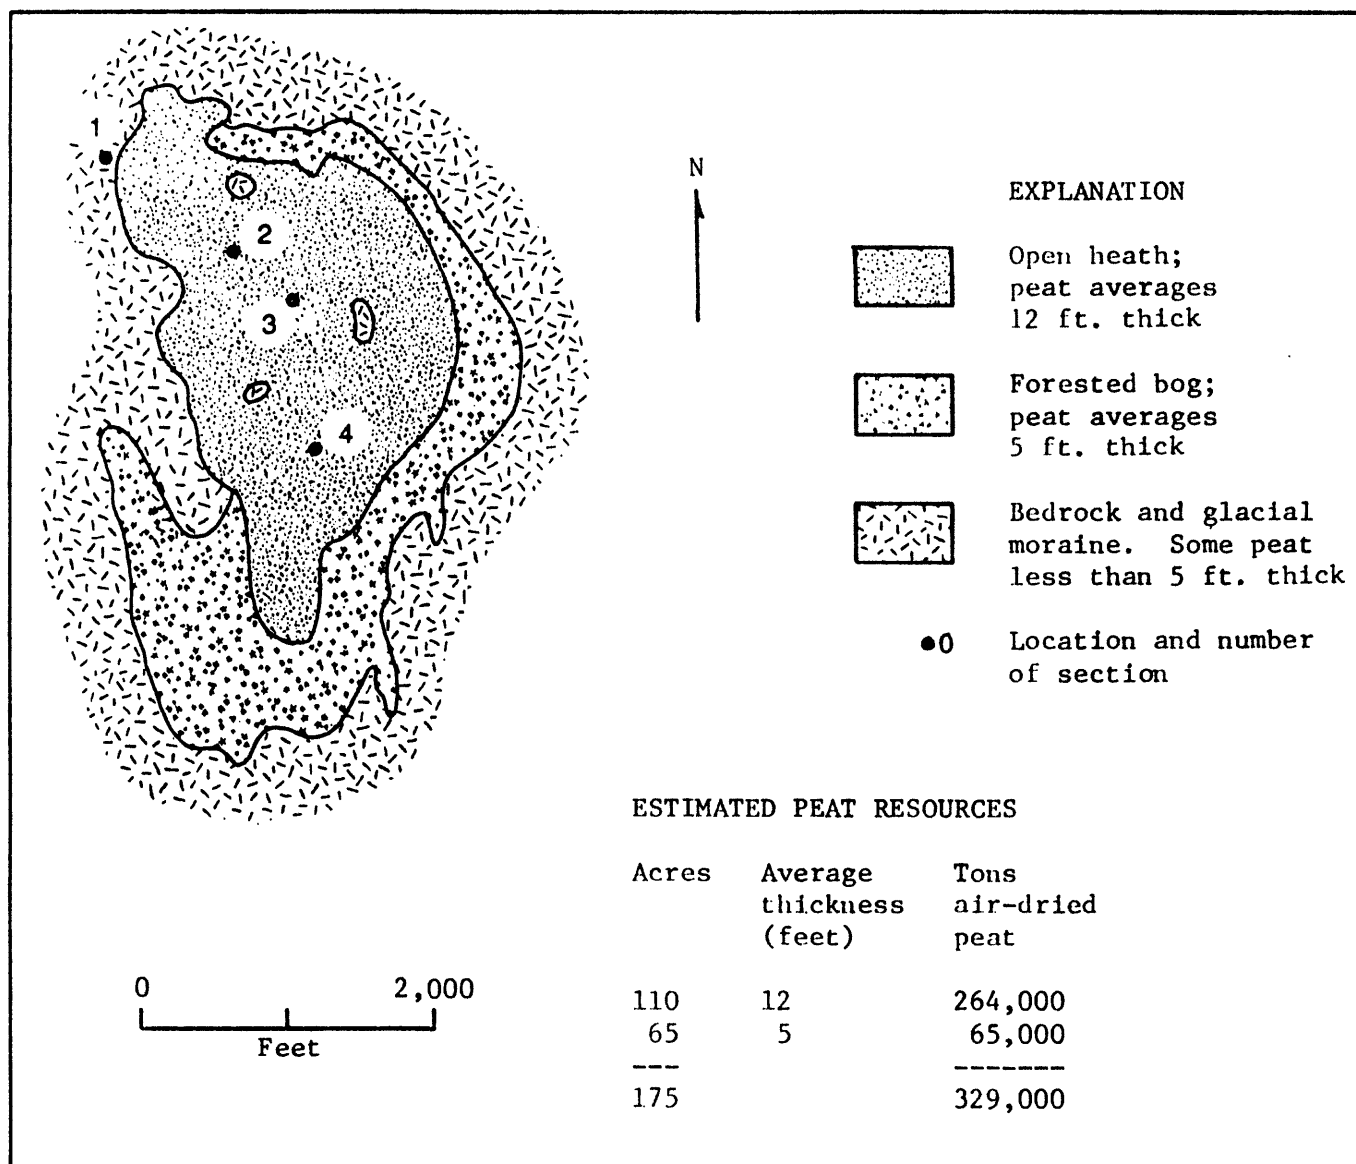 1
2
3
4
N
EXPLANATION
Open heath;
peat averages
12 ft. thick
Forested bog;
peat averages
5 ft. thick
Bedrock and glacial
moraine. Some peat
less than 5 ft. thick
0 Location and number
of section
ESTIMATED PEAT RESOURCES
Acres Average Tons
thickness air-dried
(feet) peat
110 12 264,000
65 5 65,000
--- -------
175 329,000
0 2,000
Feet